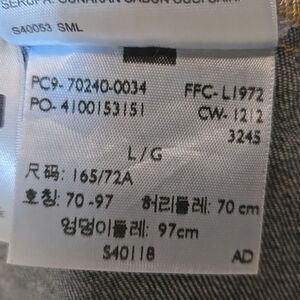 S40053 SML
PC9- 70240-0034 FFC- L1972
PO- 4100153151 CW- 1212
3245
L/G
尺码: 165/72A
호칭: 70 -97 허리둘레: 70 cm
엉덩이둘레: 97cm
S40118 AD